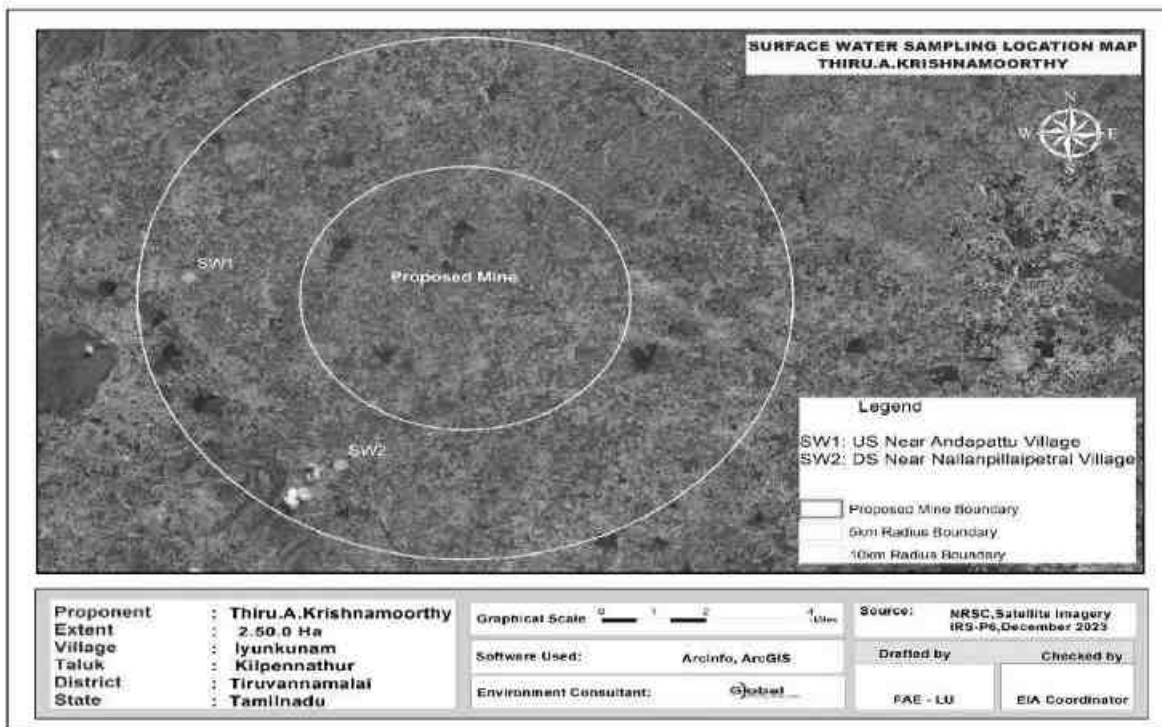 SURFACE WATER SAMPLING LOCATION MAP
THIRU.A.KRISHNAMOORTHY
N
W E
S
SW1
Proposed Mine
SW2
Legend
SW1: US Near Andapattu Village
SW2: DS Near Nallanpillaipetral Village
Proposed Mine Boundary
5km Radius Boundary
10km Radius Boundary
Proponent : Thiru.A.Krishnamoorthy
Extent : 2.50.0 Ha
Village : Iyunkunam
Taluk : Kilpennathur
District : Tiruvannamalai
State : Tamilnadu
Graphical Scale 0 1 2 4 Miles
Software Used: ArcInfo, ArcGIS
Environment Consultant: Global
Source: NRSC,Satellite Imagery
IRS-P6,December 2023
Drafted by Checked by
FAE - LU EIA Coordinator